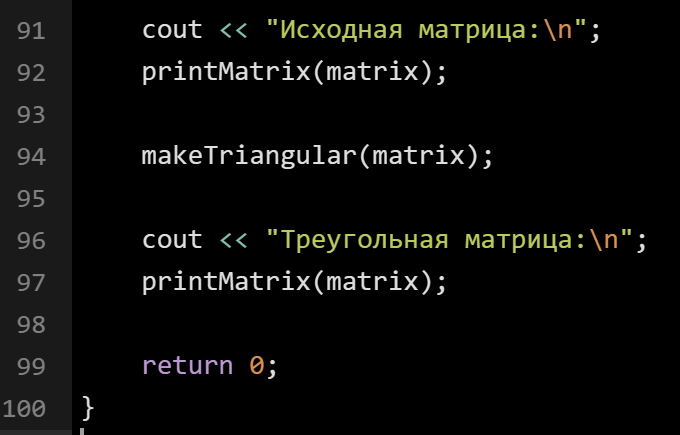 91 cout << "Исходная матрица:\n";
92 printMatrix(matrix);
93
94 makeTriangular(matrix);
95
96 cout << "Треугольная матрица:\n";
97 printMatrix(matrix);
98
99 return 0;
100 }